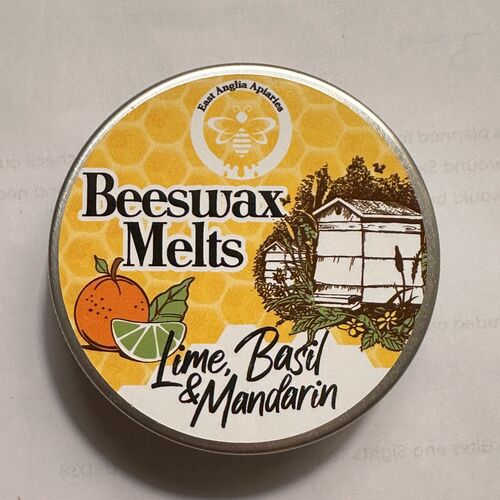 East Anglia Apiaries
Beeswax
Melts
Lime, Basil
& Mandarin